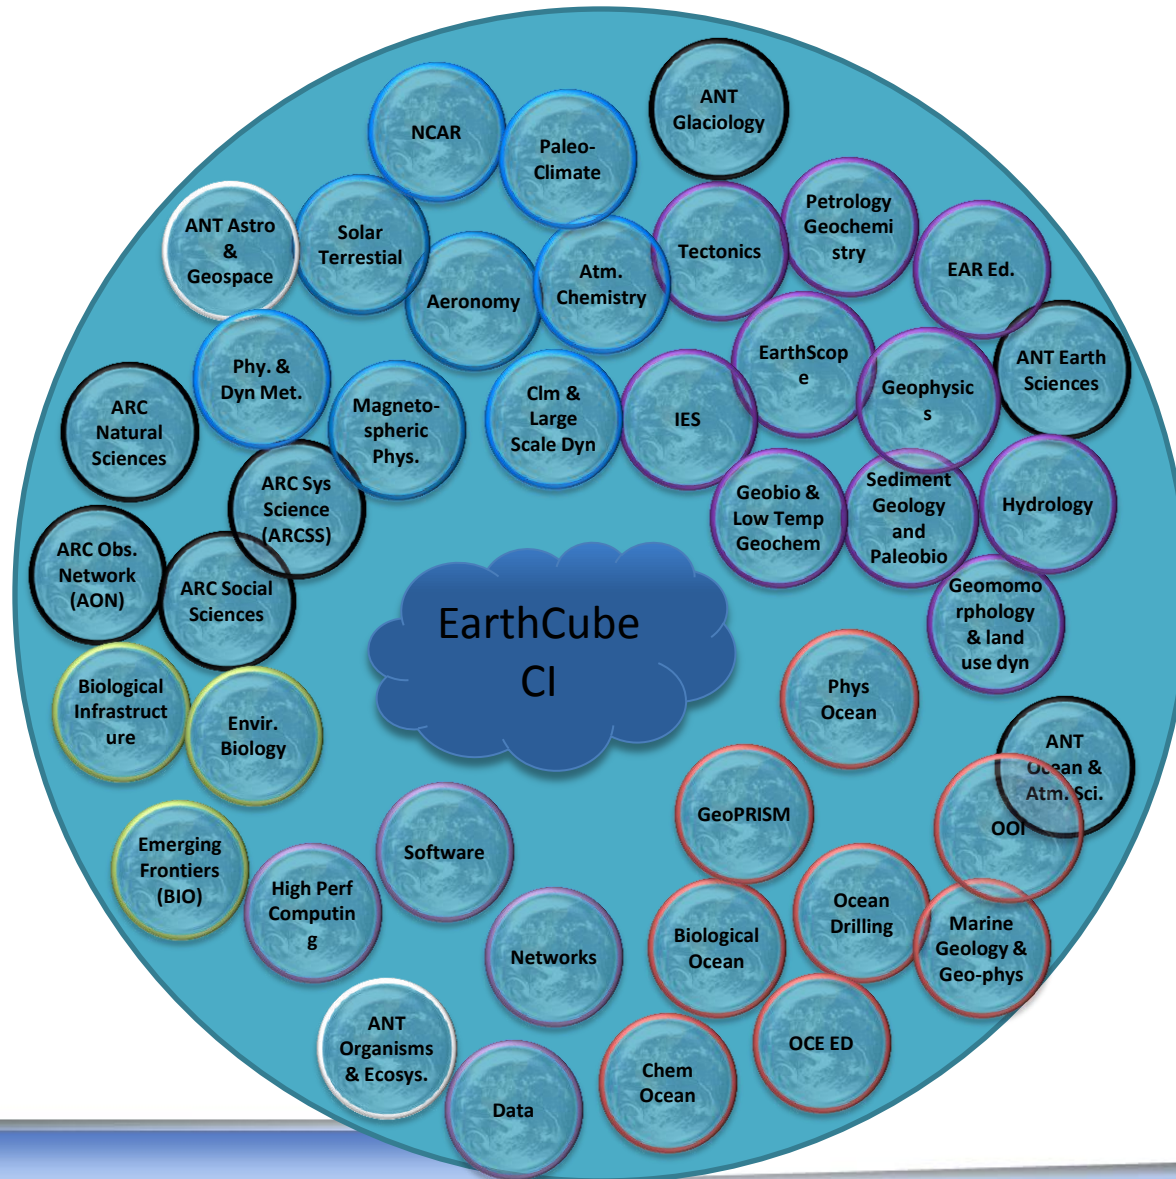 ANT
Glaciology
NCAR
Paleo-
Climate
Petrology
Geochemi
stry
ANT Astro
&
Geospace
Solar
Terrestial
Tectonics
EAR Ed.
Aeronomy
Atm.
Chemistry
Phy. &
Dyn Met.
EarthScop
e
ANT Earth
Sciences
Geophysic
s
ARC
Natural
Sciences
Magneto-
spheric
Phys.
Clm &
Large
Scale Dyn
IES
ARC Sys
Science
(ARCSS)
Geobio &
Low Temp
Geochem
Sediment
Geology
and
Paleobio
Hydrology
ARC Obs.
Network
(AON)
ARC Social
Sciences
Geomomo
rphology
& land
use dyn
EarthCube
CI
Biological
Infrastruct
ure
Envir.
Biology
Phys
Ocean
ANT
Ocean &
Atm. Sci.
OOI
GeoPRISM
Emerging
Frontiers
(BIO)
Software
High Perf
Computin
g
Ocean
Drilling
Biological
Ocean
Marine
Geology &
Geo-phys
Networks
ANT
Organisms
& Ecosys.
OCE ED
Chem
Ocean
Data